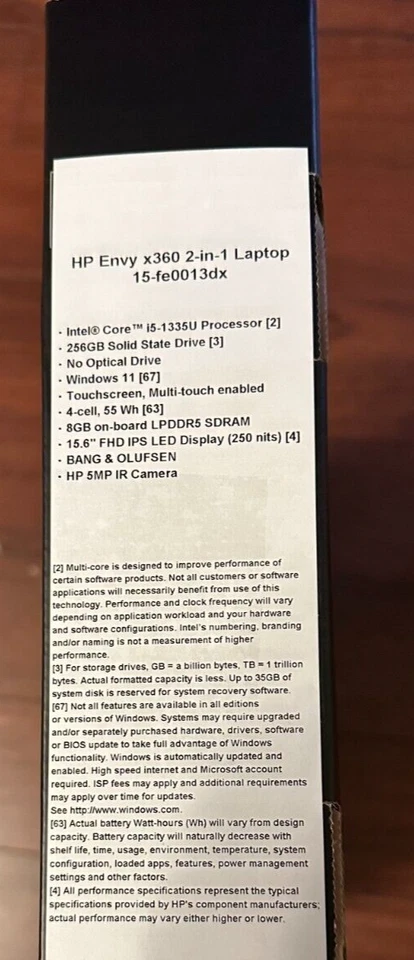 HP Envy x360 2-in-1 Laptop
15-fe0013dx
· Intel® Core™ i5-1335U Processor [2]
· 256GB Solid State Drive [3]
· No Optical Drive
· Windows 11 [67]
· Touchscreen, Multi-touch enabled
· 4-cell, 55 Wh [63]
· 8GB on-board LPDDR5 SDRAM
· 15.6" FHD IPS LED Display (250 nits) [4]
· BANG & OLUFSEN
· HP 5MP IR Camera
[2] Multi-core is designed to improve performance of
certain software products. Not all customers or software
applications will necessarily benefit from use of this
technology. Performance and clock frequency will vary
depending on application workload and your hardware
and software configurations. Intel's numbering, branding
and/or naming is not a measurement of higher
performance.
[3] For storage drives, GB = a billion bytes, TB = 1 trillion
bytes. Actual formatted capacity is less. Up to 35GB of
system disk is reserved for system recovery software.
[67] Not all features are available in all editions
or versions of Windows. Systems may require upgraded
and/or separately purchased hardware, drivers, software
or BIOS update to take full advantage of Windows
functionality. Windows is automatically updated and
enabled. High speed internet and Microsoft account
required. ISP fees may apply and additional requirements
may apply over time for updates.
See http://www.windows.com.
[63] Actual battery Watt-hours (Wh) will vary from design
capacity. Battery capacity will naturally decrease with
shelf life, time, usage, environment, temperature, system
configuration, loaded apps, features, power management
settings and other factors.
[4] All performance specifications represent the typical
specifications provided by HP's component manufacturers;
actual performance may vary either higher or lower.